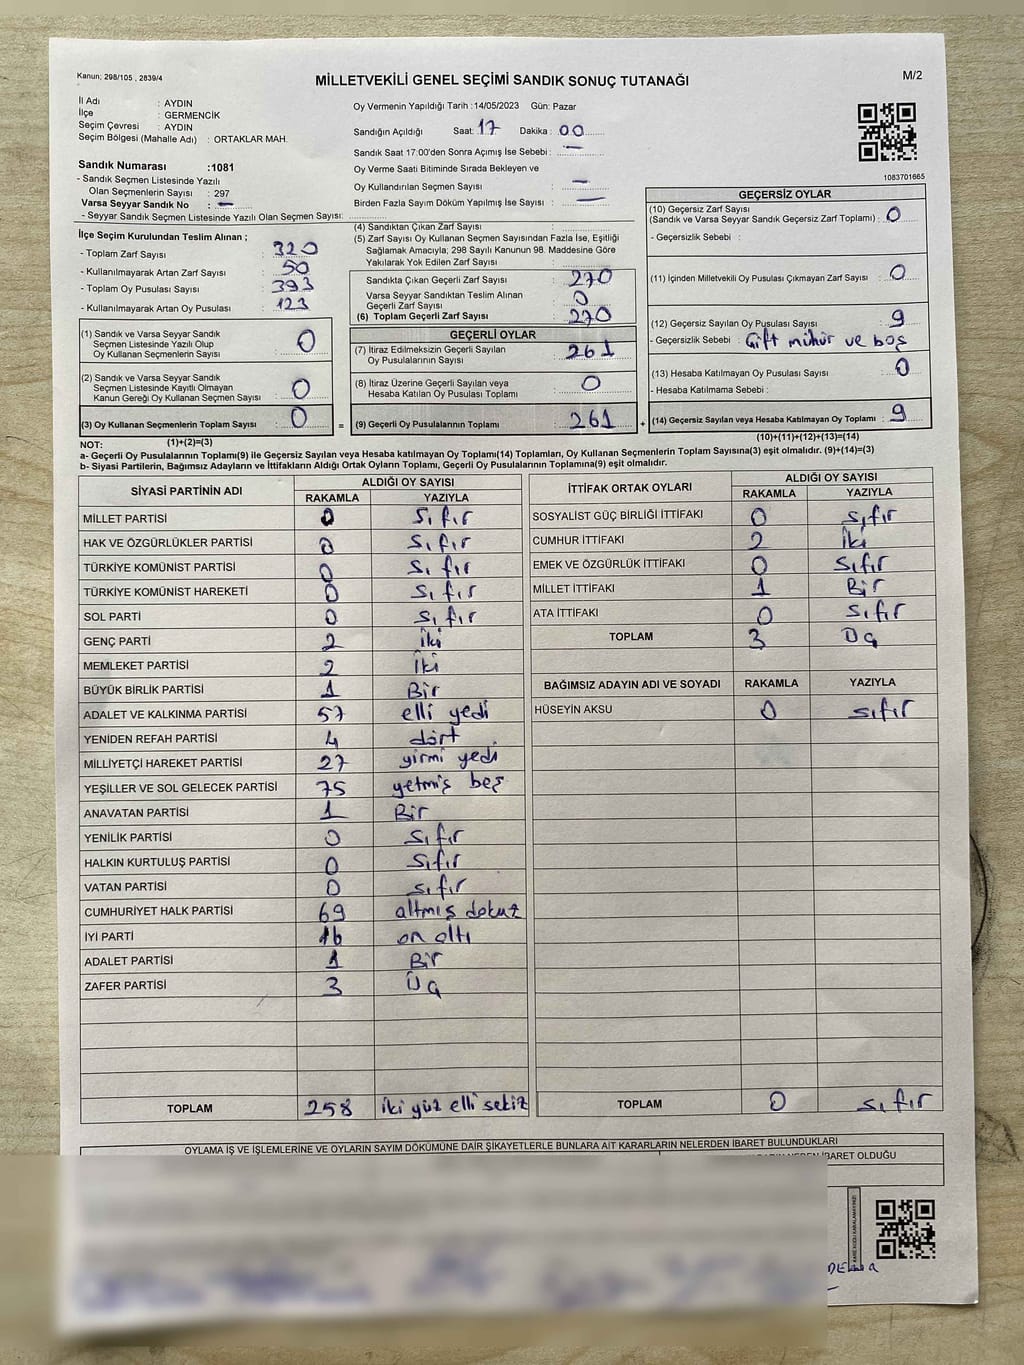 Kanun; 298/105 , 2839/4
MİLLETVEKİLİ GENEL SEÇİMİ SANDIK SONUÇ TUTANAĞI
M/2
İl Adı : AYDIN
İlçe : GERMENCİK
Seçim Çevresi : AYDIN
Seçim Bölgesi (Mahalle Adı) : ORTAKLAR MAH.
Sandık Numarası :1081
- Sandık Seçmen Listesinde Yazılı
Olan Seçmenlerin Sayısı : 297
Varsa Seyyar Sandık No : –
- Seyyar Sandık Seçmen Listesinde Yazılı Olan Seçmen Sayısı:
Oy Vermenin Yapıldığı Tarih :14/05/2023 Gün: Pazar
Sandığın Açıldığı Saat: 17 Dakika : 00
Sandık Saat 17:00'den Sonra Açımış İse Sebebi : –
Oy Verme Saati Bitiminde Sırada Bekleyen ve
Oy Kullandırılan Seçmen Sayısı : –
Birden Fazla Sayım Döküm Yapılmış İse Sayısı : –
1083701665
İlçe Seçim Kurulundan Teslim Alınan ;
- Toplam Zarf Sayısı : 320
- Kullanılmayarak Artan Zarf Sayısı : 50
- Toplam Oy Pusulası Sayısı : 393
- Kullanılmayarak Artan Oy Pusulası : 123
(4) Sandıktan Çıkan Zarf Sayısı :
(5) Zarf Sayısı Oy Kullanan Seçmen Sayısından Fazla İse, Eşitliği
Sağlamak Amacıyla; 298 Sayılı Kanunun 98. Maddesine Göre
Yakılarak Yok Edilen Zarf Sayısı :
Sandıkta Çıkan Geçerli Zarf Sayısı : 270
Varsa Seyyar Sandıktan Teslim Alınan
Geçerli Zarf Sayısı : 0
(6) Toplam Geçerli Zarf Sayısı : 270
GEÇERSİZ OYLAR
(10) Geçersiz Zarf Sayısı
(Sandık ve Varsa Seyyar Sandık Geçersiz Zarf Toplamı) : 0
- Geçersizlik Sebebi :
(11) İçinden Milletvekili Oy Pusulası Çıkmayan Zarf Sayısı : 0
(12) Geçersiz Sayılan Oy Pusulası Sayısı : 9
- Geçersizlik Sebebi : Çift mühür ve boş
(13) Hesaba Katılmayan Oy Pusulası Sayısı : 0
- Hesaba Katılmama Sebebi :
(14) Geçersiz Sayılan veya Hesaba Katılmayan Oy Toplamı : 9
(10)+(11)+(12)+(13)=(14)
(1) Sandık ve Varsa Seyyar Sandık
Seçmen Listesinde Yazılı Olup
Oy Kullanan Seçmenlerin Sayısı : 0
(2) Sandık ve Varsa Seyyar Sandık
Seçmen Listesinde Kayıtlı Olmayan
Kanun Gereği Oy Kullanan Seçmen Sayısı : 0
(3) Oy Kullanan Seçmenlerin Toplam Sayısı : 0
=
GEÇERLİ OYLAR
(7) İtiraz Edilmeksizin Geçerli Sayılan
Oy Pusulalarının Sayısı : 261
(8) İtiraz Üzerine Geçerli Sayılan veya
Hesaba Katılan Oy Pusulası Toplamı : 0
(9) Geçerli Oy Pusulalarının Toplamı : 261
+
NOT: (1)+(2)=(3)
a- Geçerli Oy Pusulalarının Toplamı(9) ile Geçersiz Sayılan veya Hesaba Katılmayan Oy Toplamı(14) Toplamları, Oy Kullanan Seçmenlerin Toplam Sayısına(3) eşit olmalıdır. (9)+(14)=(3)
b- Siyasi Partilerin, Bağımsız Adayların ve İttifakların Aldığı Ortak Oyların Toplamı, Geçerli Oy Pusulalarının Toplamına(9) eşit olmalıdır.
SİYASİ PARTİNİN ADI ALDIĞI OY SAYISI
RAKAMLA YAZIYLA
MİLLET PARTİSİ 0 Sıfır
HAK VE ÖZGÜRLÜKLER PARTİSİ 0 Sıfır
TÜRKİYE KOMÜNİST PARTİSİ 0 Sıfır
TÜRKİYE KOMÜNİST HAREKETİ 0 Sıfır
SOL PARTİ 0 sıfır
GENÇ PARTİ 2 iki
MEMLEKET PARTİSİ 2 iki
BÜYÜK BİRLİK PARTİSİ 1 Bir
ADALET VE KALKINMA PARTİSİ 57 elli yedi
YENİDEN REFAH PARTİSİ 4 dört
MİLLİYETÇİ HAREKET PARTİSİ 27 yirmi yedi
YEŞİLLER VE SOL GELECEK PARTİSİ 75 yetmiş beş
ANAVATAN PARTİSİ 1 Bir
YENİLİK PARTİSİ 0 sıfır
HALKIN KURTULUŞ PARTİSİ 0 Sıfır
VATAN PARTİSİ 0 sıfır
CUMHURİYET HALK PARTİSİ 69 altmış dokuz
İYİ PARTİ 16 on altı
ADALET PARTİSİ 1 Bir
ZAFER PARTİSİ 3 Üç
TOPLAM 258 iki yüz elli sekiz
İTTİFAK ORTAK OYLARI ALDIĞI OY SAYISI
RAKAMLA YAZIYLA
SOSYALİST GÜÇ BİRLİĞİ İTTİFAKI 0 sıfır
CUMHUR İTTİFAKI 2 iki
EMEK VE ÖZGÜRLÜK İTTİFAKI 0 sıfır
MİLLET İTTİFAKI 1 Bir
ATA İTTİFAKI 0 sıfır
TOPLAM 3 Üç
BAĞIMSIZ ADAYIN ADI VE SOYADI RAKAMLA YAZIYLA
HÜSEYİN AKSU 0 sıfır
TOPLAM 0 sıfır
OYLAMA İŞ VE İŞLEMLERİNE VE OYLARIN SAYIM DÖKÜMÜNE DAİR ŞİKAYETLERLE BUNLARA AİT KARARLARIN NELERDEN İBARET BULUNDUKLARI
İBARET OLDUĞU